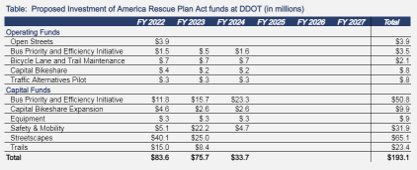 Table: Proposed Investment of America Rescue Plan Act funds at DDOT (in millions)
FY 2022 FY 2023 FY 2024 FY 2025 FY 2026 FY 2027 Total
Operating Funds
Open Streets $3.9 $3.9
Bus Priority and Efficiency Initiative $1.5 $.5 $1.6 $3.5
Bicycle Lane and Trail Maintenance $.7 $.7 $.7 $2.1
Capital Bikeshare $.4 $.2 $.2 $.8
Traffic Alternatives Pilot $.3 $.3 $.3 $.8
Capital Funds
Bus Priority and Efficiency Initiative $11.8 $15.7 $23.3 $50.8
Capital Bikeshare Expansion $4.6 $2.6 $2.6 $9.9
Equipment $.3 $.3 $.3 $.9
Safety & Mobility $5.1 $22.2 $4.7 $31.9
Streetscapes $40.1 $25.0 $65.1
Trails $15.0 $8.4 $23.4
Total $83.6 $75.7 $33.7 $193.1